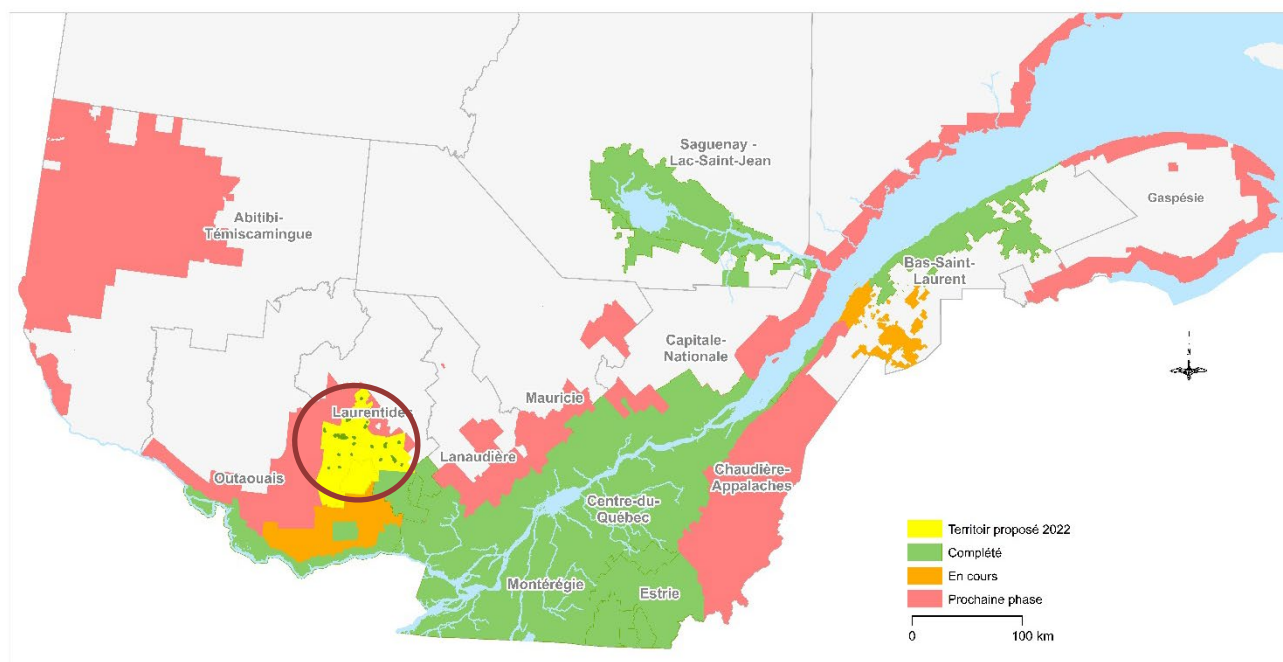 Saguenay -
Lac-Saint-Jean
Gaspésie
Abitibi-
Témiscamingue
Bas-Saint-
Laurent
Capitale-
Nationale
Mauricie
Laurentides
Lanaudière
Outaouais
Chaudière-
Appalaches
Centre-du-
Québec
Montérégie
Estrie
Territoir proposé 2022
Complété
En cours
Prochaine phase
0 100 km